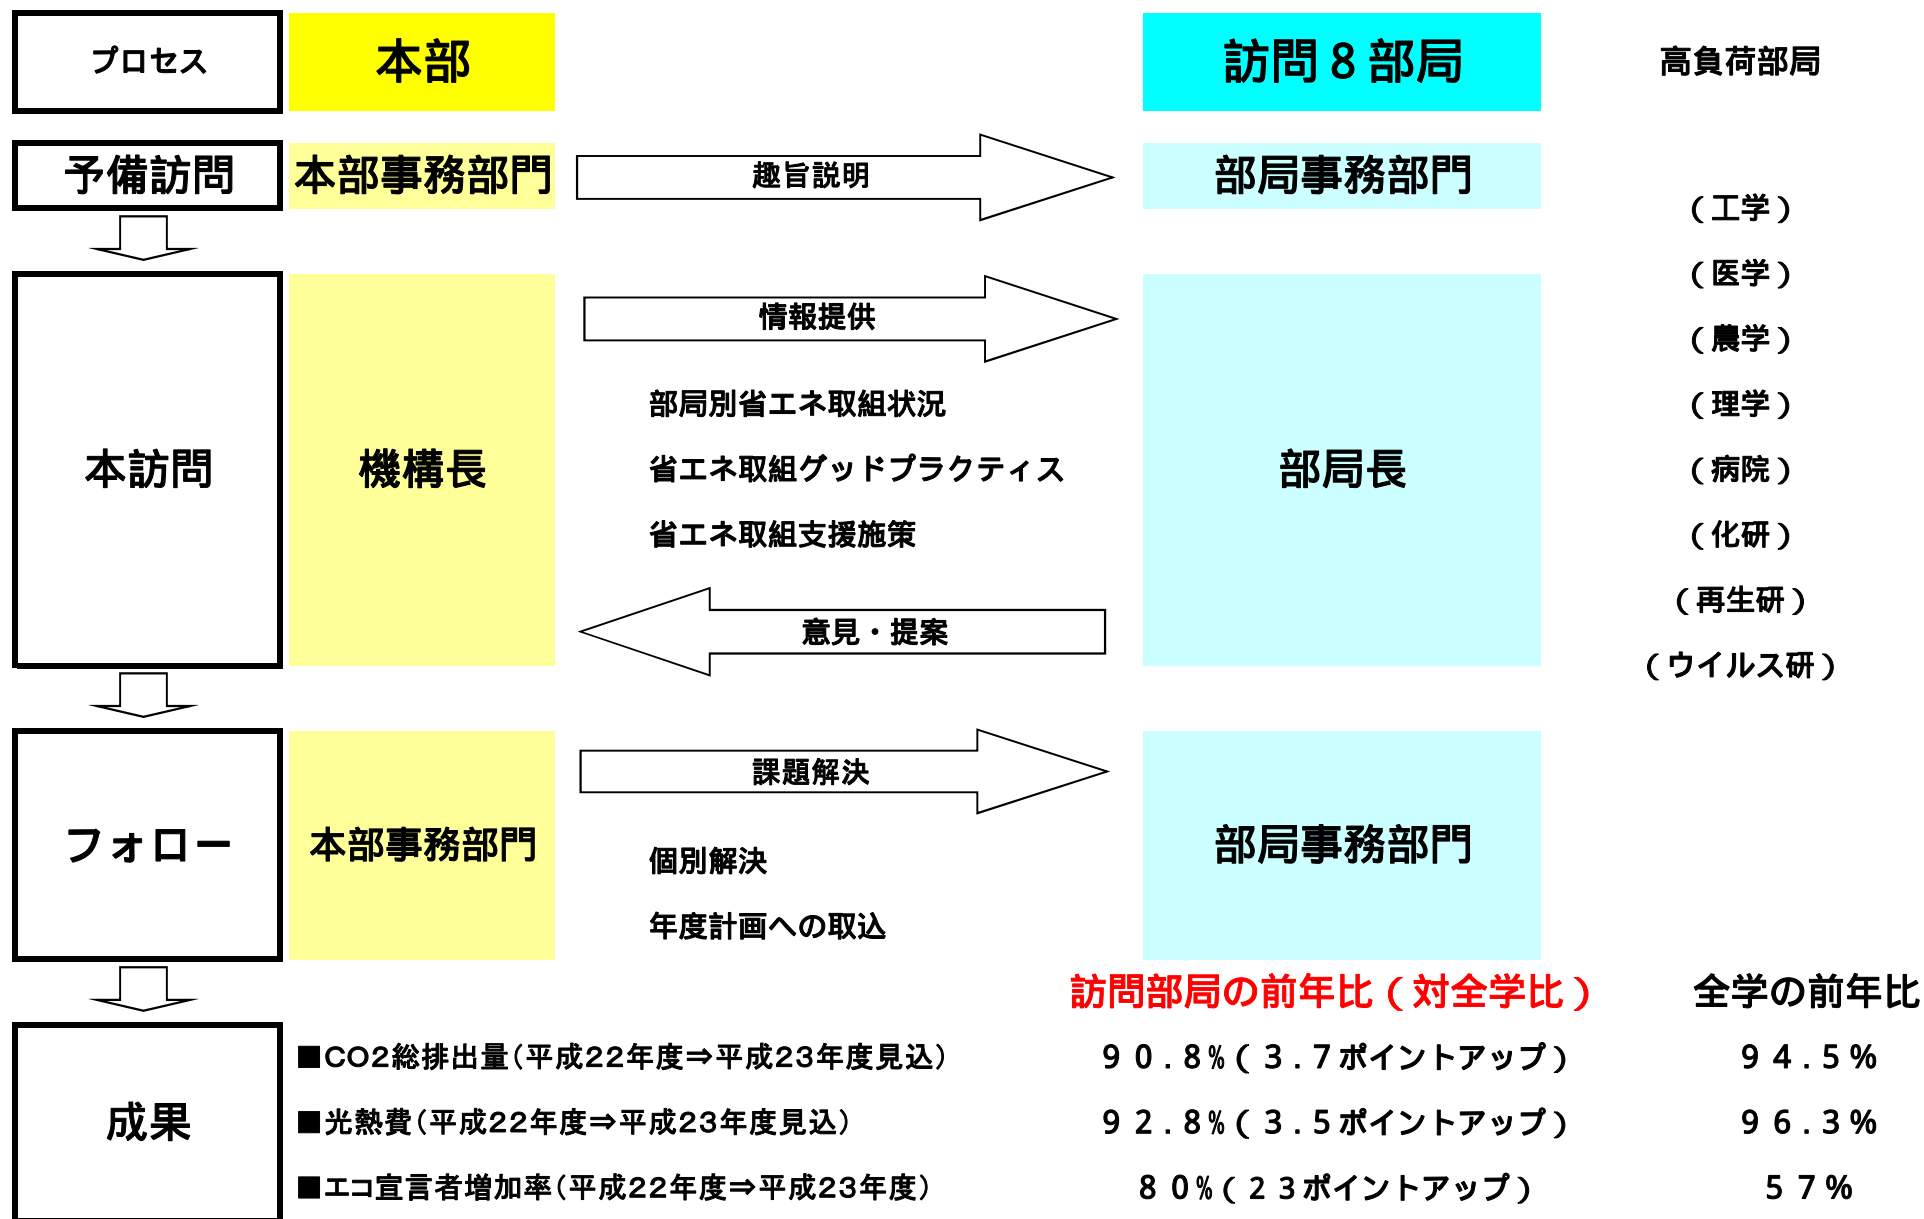 プロセス
本部
訪問8部局
高負荷部局
予備訪問
本部事務部門
趣旨説明
部局事務部門
（工学）
（医学）
（農学）
（理学）
（病院）
（化研）
（再生研）
（ウイルス研）
本訪問
機構長
情報提供
部局別省エネ取組状況
省エネ取組グッドプラクティス
省エネ取組支援施策
意見・提案
部局長
フォロー
本部事務部門
課題解決
個別解決
年度計画への取込
部局事務部門
訪問部局の前年比（対全学比）
全学の前年比
成果
■CO2総排出量（平成22年度⇒平成23年度見込）
90.8%（3.7ポイントアップ）
94.5%
■光熱費（平成22年度⇒平成23年度見込）
92.8%（3.5ポイントアップ）
96.3%
■エコ宣言者増加率（平成22年度⇒平成23年度）
80%（23ポイントアップ）
57%